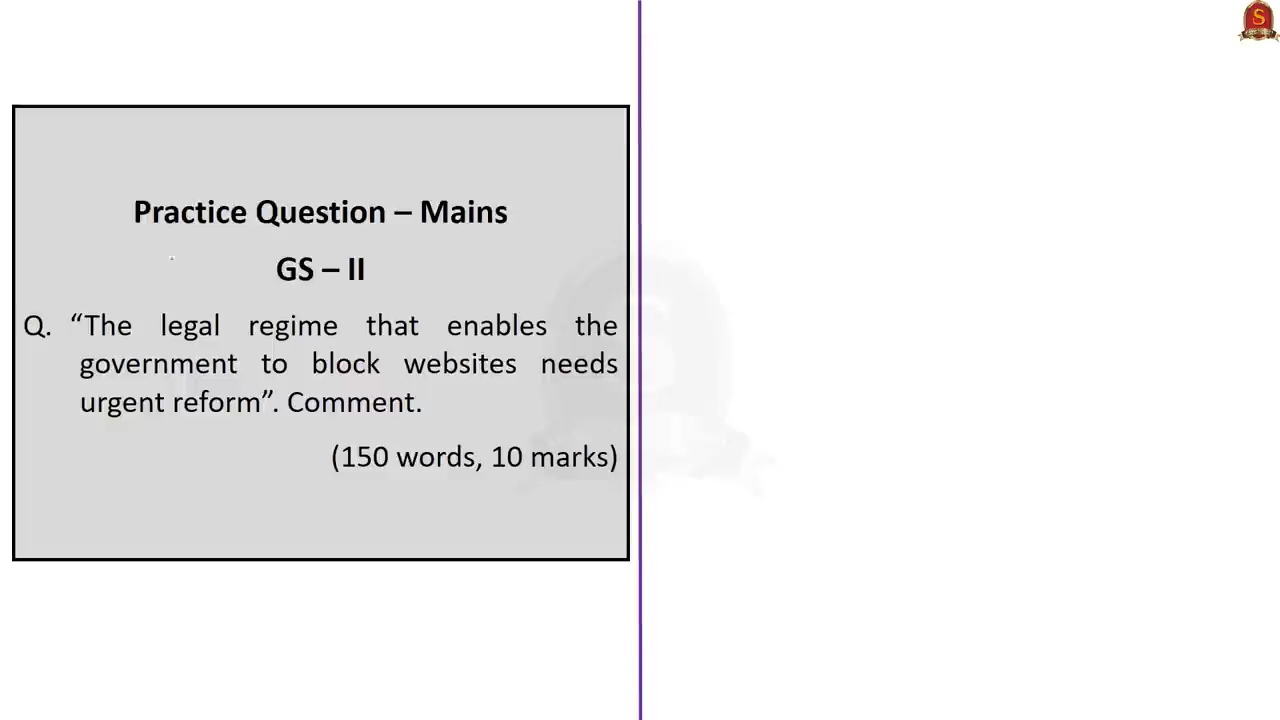 Practice Question – Mains
GS – II
Q. “The legal regime that enables the
government to block websites needs
urgent reform”. Comment.
(150 words, 10 marks)
S